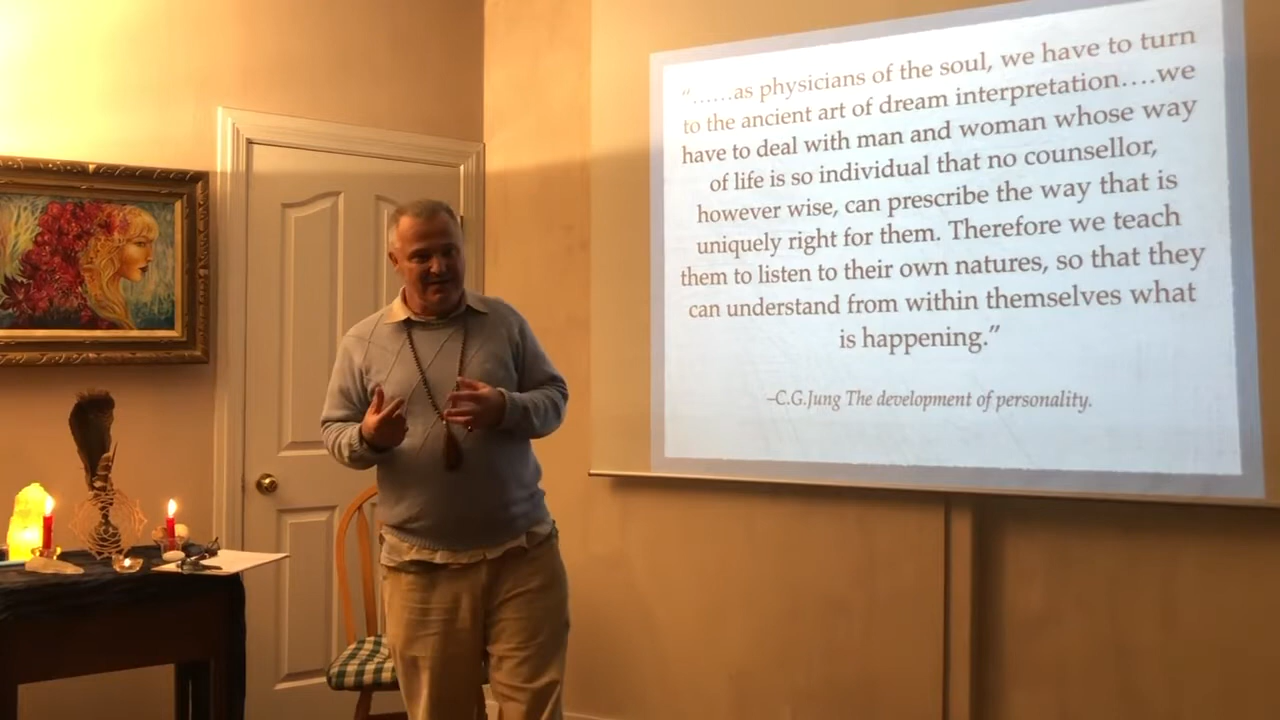 “......as physicians of the soul, we have to turn
to the ancient art of dream interpretation....we
have to deal with man and woman whose way
of life is so individual that no counsellor,
however wise, can prescribe the way that is
uniquely right for them. Therefore we teach
them to listen to their own natures, so that they
can understand from within themselves what
is happening.”
–C.G.Jung The development of personality.